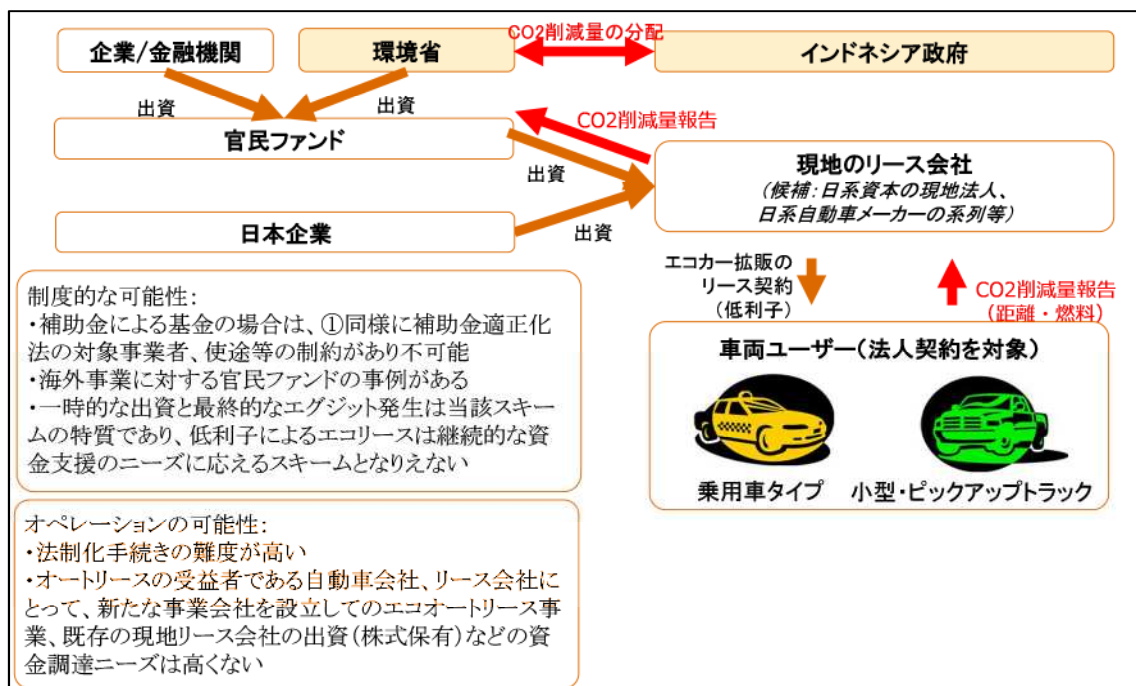 CO2削減量の分配
企業/金融機関
環境省
インドネシア政府
出資
出資
官民ファンド
CO2削減量報告
出資
現地のリース会社
(候補:日系資本の現地法人、
日系自動車メーカーの系列等)
日本企業
出資
エコカー拡販の
リース契約
(低利子)
CO2削減量報告
(距離・燃料)
制度的な可能性:
・補助金による基金の場合は、①同様に補助金適正化
法の対象事業者、使途等の制約があり不可能
・海外事業に対する官民ファンドの事例がある
・一時的な出資と最終的なエグジット発生は当該スキー
ムの特質であり、低利子によるエコリースは継続的な資
金支援のニーズに応えるスキームとなりえない
車両ユーザー(法人契約を対象)
乗用車タイプ
小型・ピックアップトラック
オペレーションの可能性:
・法制化手続きの難度が高い
・オートリースの受益者である自動車会社、リース会社に
とって、新たな事業会社を設立してのエコオートリース事
業、既存の現地リース会社の出資(株式保有)などの資
金調達ニーズは高くない